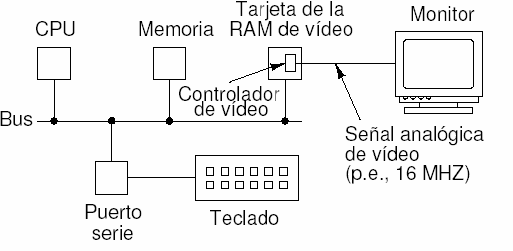 CPU
Memoria
Tarjeta de la
RAM de vídeo
Monitor
Controlador
de vídeo
Bus
Señal analógica
de vídeo
(p.e., 16 MHZ)
Puerto
serie
Teclado